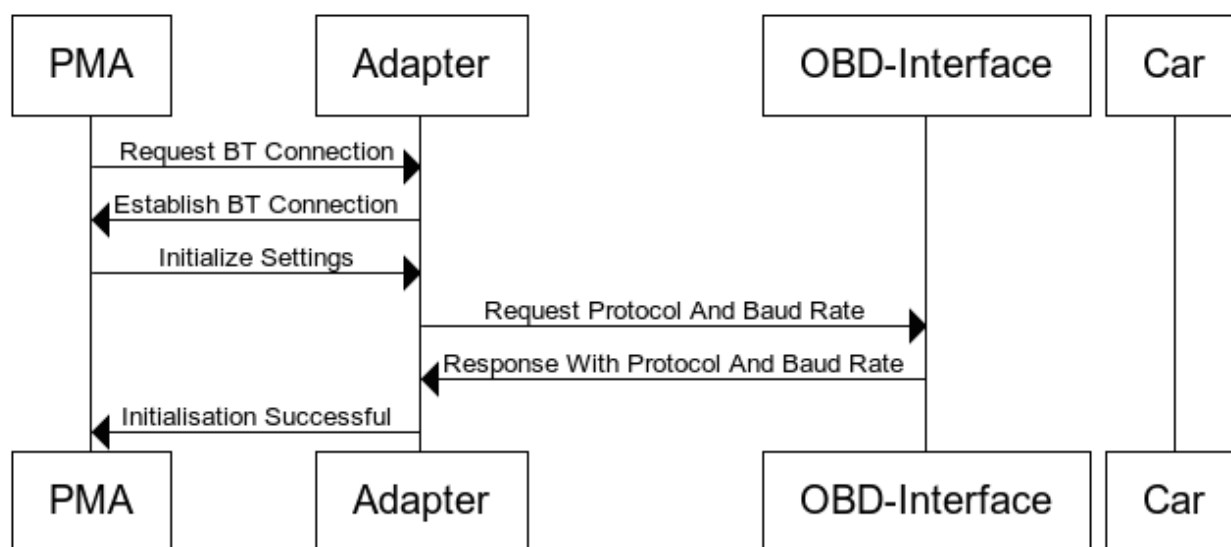 PMA
Adapter
OBD-Interface
Car
Request BT Connection
Establish BT Connection
Initialize Settings
Request Protocol And Baud Rate
Response With Protocol And Baud Rate
Initialisation Successful
PMA
Adapter
OBD-Interface
Car